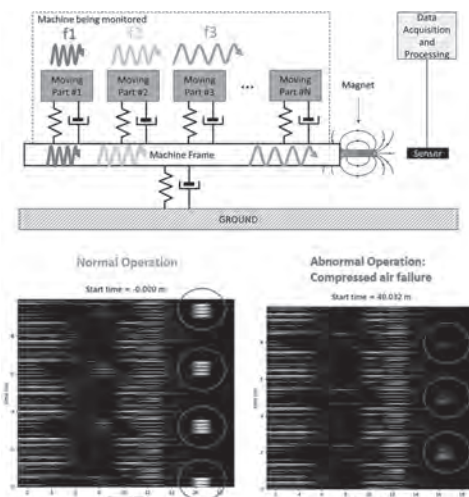 Machine being monitored
f1
f2
f3
Data
Acquisition
and
Processing
Moving
Part #1
Moving
Part #2
Moving
Part #3
...
Moving
Part #N
Magnet
Sensor
Machine Frame
GROUND
Normal Operation
Abnormal Operation:
Compressed air failure
Start time = -0.000 m
Start time = 40.032 m